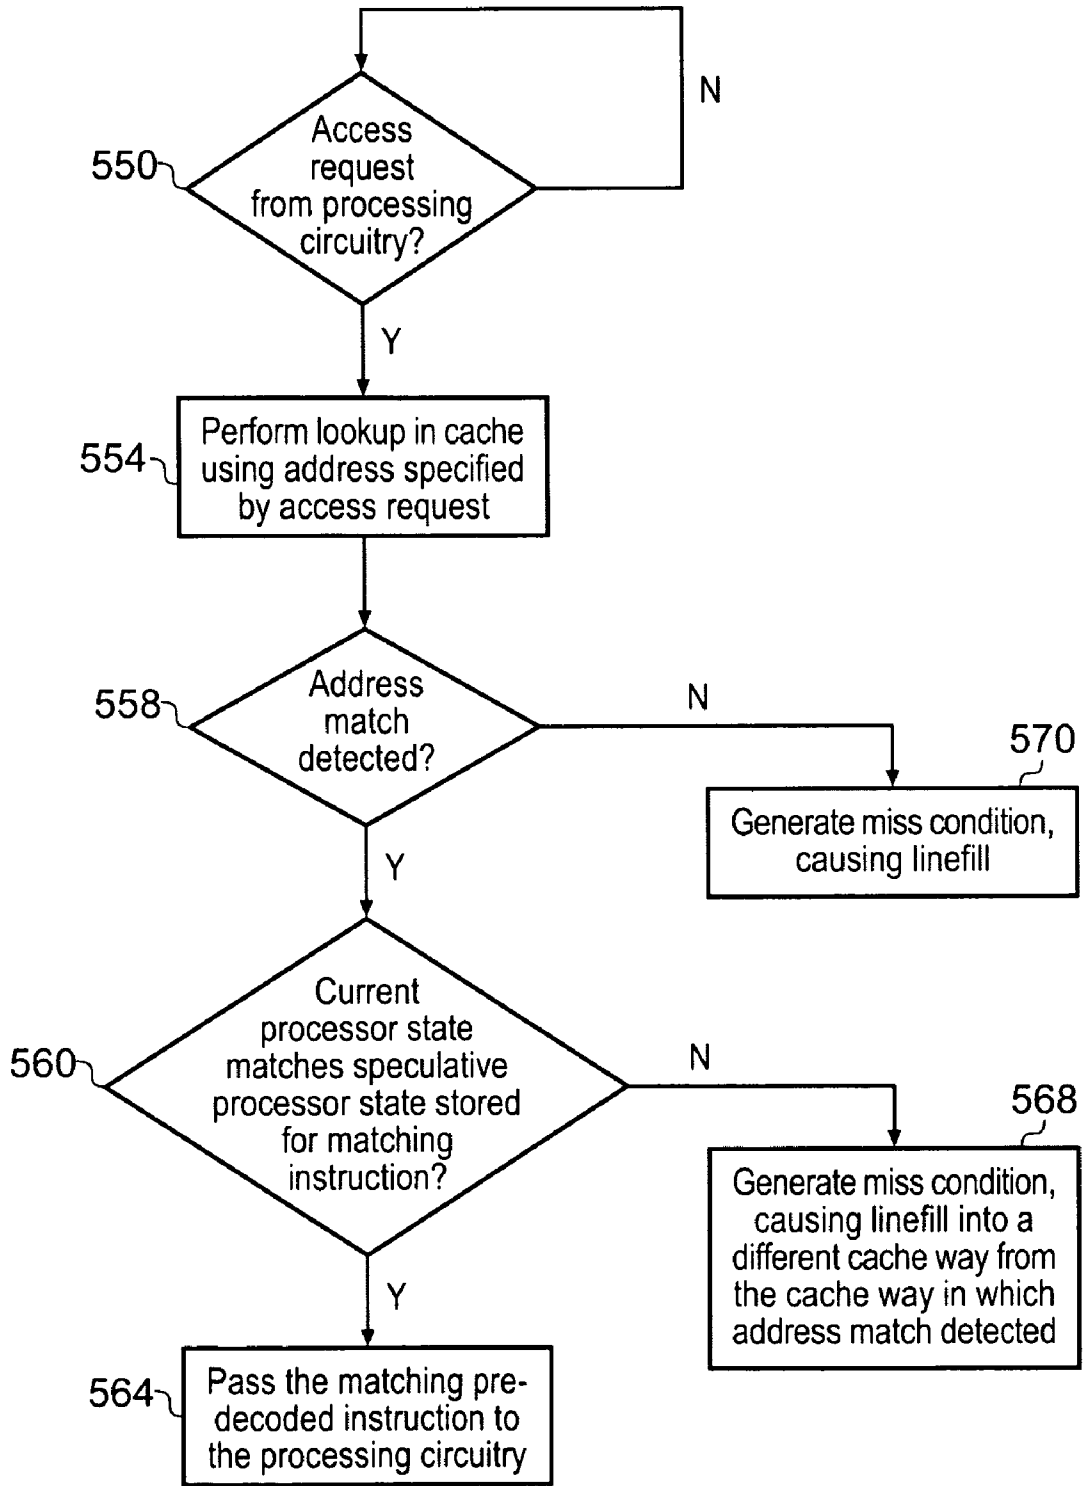 N
Access
request
from processing
circuitry?
550
Y
Perform lookup in cache
using address specified
by access request
554
Address
match
detected?
558
N
570
Generate miss condition,
causing linefill
Y
Current
processor state
matches speculative
processor state stored
for matching
instruction?
560
N
568
Generate miss condition,
causing linefill into a
different cache way from
the cache way in which
address match detected
Y
Pass the matching pre-
decoded instruction to
the processing circuitry
564